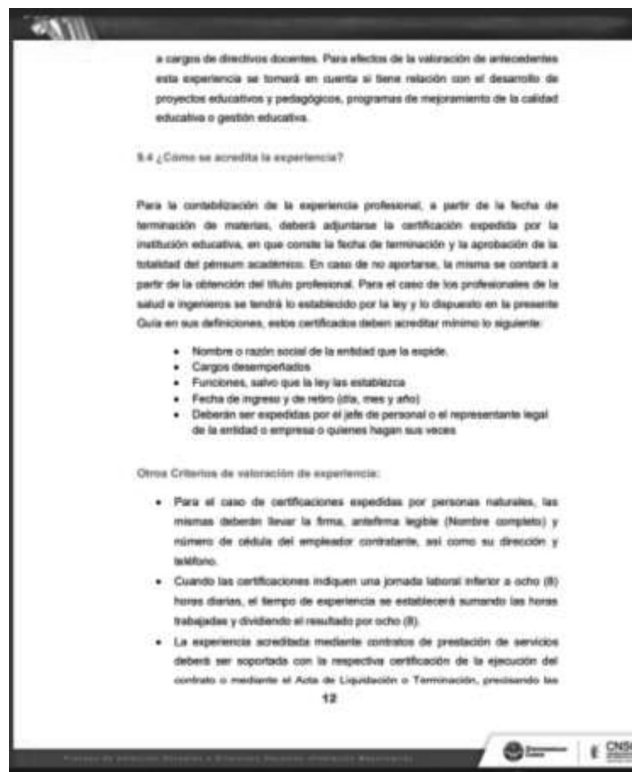 a cargos de directivos docentes. Para efectos de la valoración de antecedentes
esta experiencia se tomará en cuenta si tiene relación con el desarrollo de
proyectos educativos y pedagógicos, programas de mejoramiento de la calidad
educativa o gestión educativa.
9.4 ¿Cómo se acredita la experiencia?
Para la contabilización de la experiencia profesional, a partir de la fecha de
terminación de materias, deberá adjuntarse la certificación expedida por la
institución educativa, en que conste la fecha de terminación y la aprobación de la
totalidad del pénsum académico. En caso de no aportarse, la misma se contará a
partir de la obtención del título profesional. Para el caso de los profesionales de la
salud e ingenieros se tendrá lo establecido por la ley y lo dispuesto en la presente
Guía en sus definiciones, estos certificados deben acreditar mínimo lo siguiente:
• Nombre o razón social de la entidad que la expide.
• Cargos desempeñados
• Funciones, salvo que la ley las establezca
• Fecha de ingreso y de retiro (día, mes y año)
• Deberán ser expedidas por el jefe de personal o el representante legal
de la entidad o empresa o quienes hagan sus veces
Otros Criterios de valoración de experiencia:
• Para el caso de certificaciones expedidas por personas naturales, las
mismas deberán llevar la firma, antefirma legible (Nombre completo) y
número de cédula del empleador contratante, así como su dirección y
teléfono.
• Cuando las certificaciones indiquen una jornada laboral inferior a ocho (8)
horas diarias, el tiempo de experiencia se establecerá sumando las horas
trabajadas y dividiendo el resultado por ocho (8).
• La experiencia acreditada mediante contratos de prestación de servicios
deberá ser soportada con la respectiva certificación de la ejecución del
contrato o mediante el Acta de Liquidación o Terminación, precisando las
12
CNSC